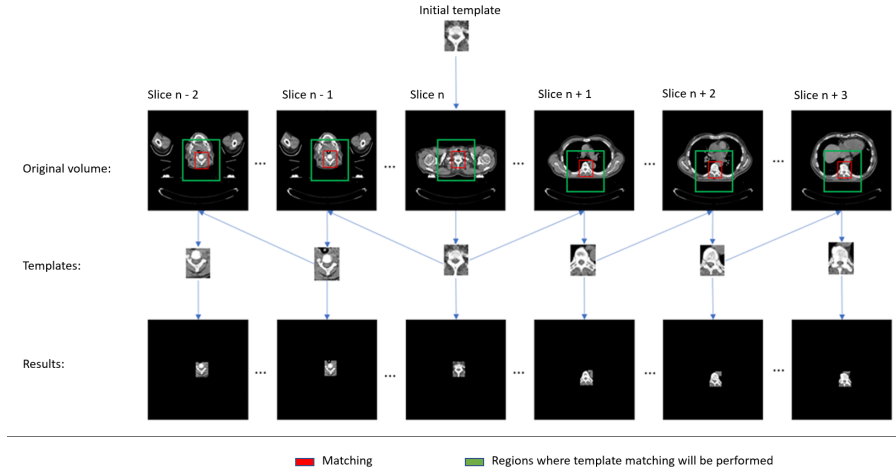 Initial template
Slice n - 2
Slice n - 1
Slice n
Slice n + 1
Slice n + 2
Slice n + 3
Original volume:
... ... ... ... ...
Templates:
Results:
... ... ... ... ...
Matching
Regions where template matching will be performed